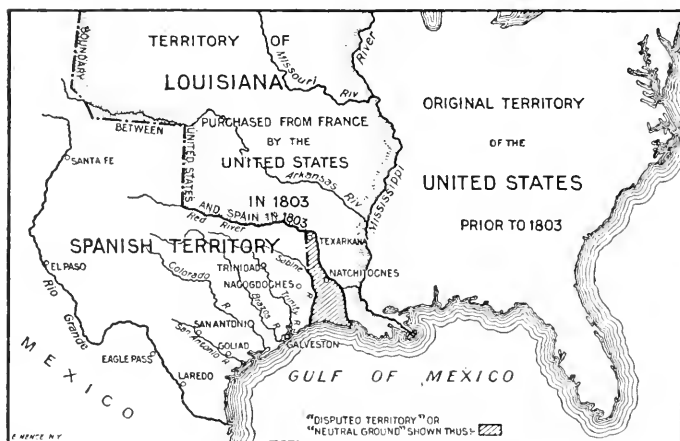 BOUNDARY
TERRITORY OF
LOUISIANA
Missouri Riv
River
PURCHASED FROM FRANCE
BY THE
UNITED STATES
IN 1803
BETWEEN
UNITED STATES
AND SPAIN IN 1803
Arkansas Riv
Mississippi
ORIGINAL TERRITORY
OF THE
UNITED STATES
PRIOR TO 1803
SANTA FE
Red River
TEXARKANA
SPANISH TERRITORY
Sabine R
NATCHITOCNES
TRINIDAD
NAGOGDOCHES
EL PASO
Rio Grande
Colorado R
Brazos R
Trinity R
SAN ANTONIO
San Antonio R
GOLIAD
GALVESTON
EAGLE PASS
LAREDO
MEXICO
GULF OF MEXICO
"DISPUTED TERRITORY" OR
"NEUTRAL GROUND" SHOWN THUS:-